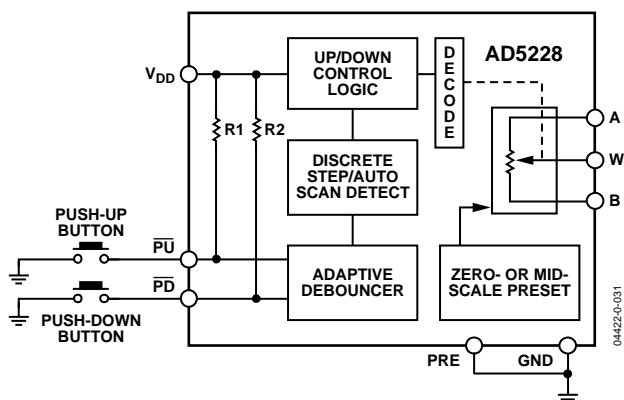 AD5228
UP/DOWN
CONTROL
LOGIC
D
E
C
O
D
E
VDD
R1
R2
A
W
B
DISCRETE
STEP/AUTO
SCAN DETECT
PUSH-UP
BUTTON
PU
PD
PUSH-DOWN
BUTTON
ADAPTIVE
DEBOUNCER
ZERO- OR MID-
SCALE PRESET
PRE
GND
04422-0-031